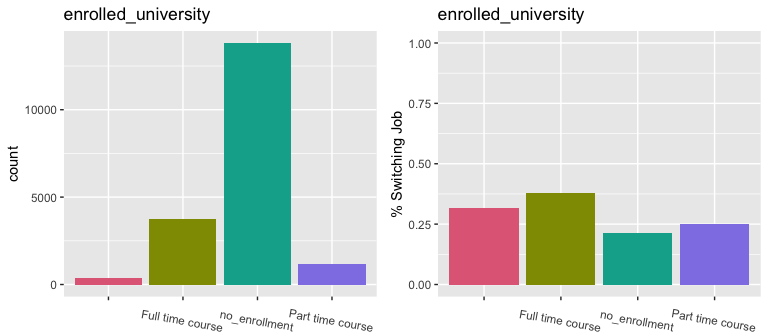 enrolled_university
count
10000
5000
0
Full time course
no_enrollment
Part time course
enrolled_university
% Switching Job
1.00
0.75
0.50
0.25
0.00
Full time course
no_enrollment
Part time course